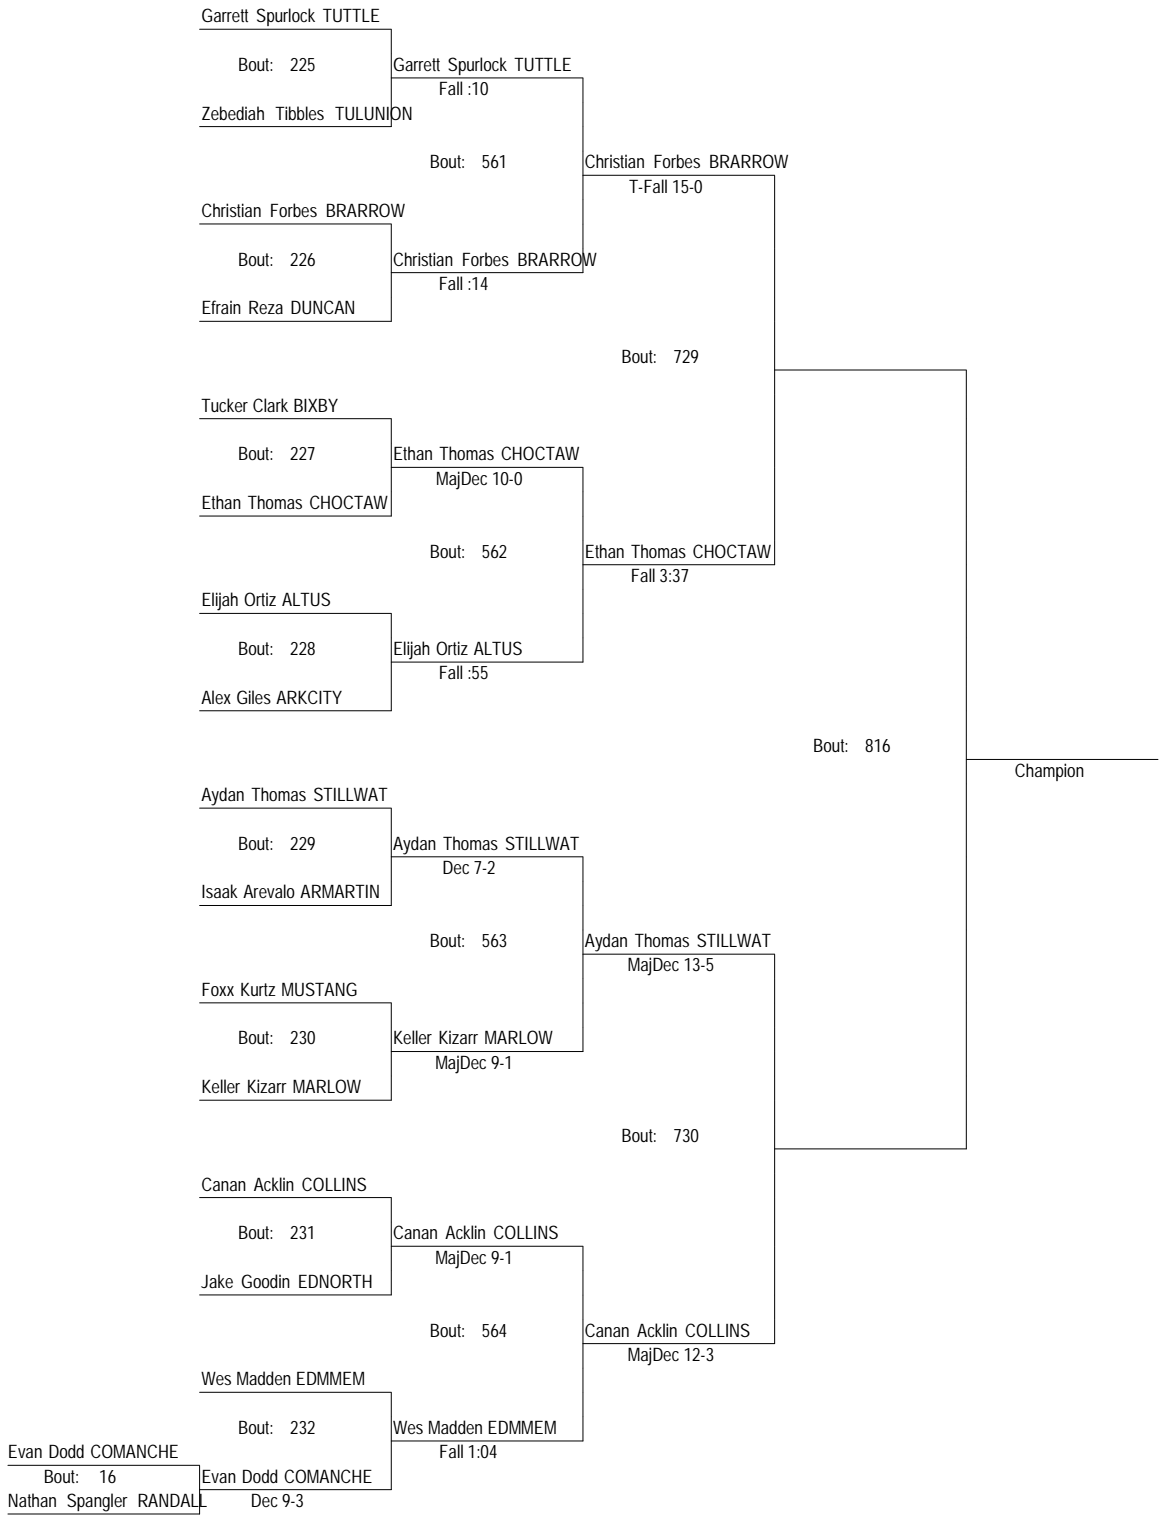 Garrett Spurlock TUTTLE
Bout: 225
Garrett Spurlock TUTTLE
Fall :10
Zebediah Tibbles TULUNION
Bout: 561
Christian Forbes BRARROW
T-Fall 15-0
Christian Forbes BRARROW
Bout: 226
Christian Forbes BRARROW
Fall :14
Efrain Reza DUNCAN
Bout: 729
Tucker Clark BIXBY
Bout: 227
Ethan Thomas CHOCTAW
MajDec 10-0
Ethan Thomas CHOCTAW
Bout: 562
Ethan Thomas CHOCTAW
Fall 3:37
Elijah Ortiz ALTUS
Bout: 228
Elijah Ortiz ALTUS
Fall :55
Alex Giles ARKCITY
Bout: 816
Champion
Aydan Thomas STILLWAT
Bout: 229
Aydan Thomas STILLWAT
Dec 7-2
Isaak Arevalo ARMARTIN
Bout: 563
Aydan Thomas STILLWAT
MajDec 13-5
Foxx Kurtz MUSTANG
Bout: 230
Keller Kizarr MARLOW
MajDec 9-1
Keller Kizarr MARLOW
Bout: 730
Canan Acklin COLLINS
Bout: 231
Canan Acklin COLLINS
MajDec 9-1
Jake Goodin EDNORTH
Bout: 564
Canan Acklin COLLINS
MajDec 12-3
Wes Madden EDMMEM
Bout: 232
Wes Madden EDMMEM
Fall 1:04
Evan Dodd COMANCHE
Bout: 16
Evan Dodd COMANCHE
Nathan Spangler RANDALL
Dec 9-3